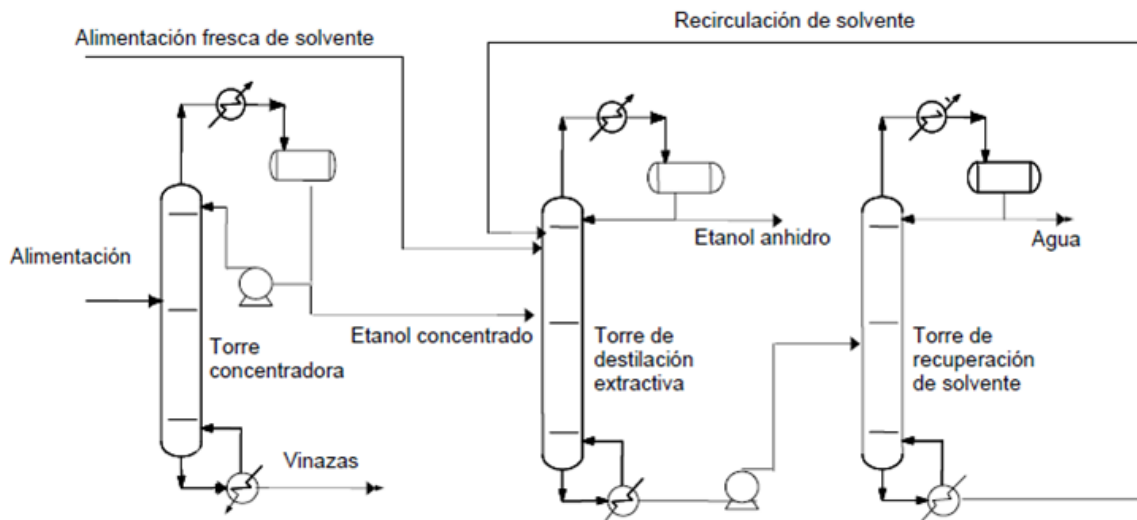 Recirculación de solvente
Alimentación fresca de solvente
Alimentación
Etanol anhidro
Agua
Etanol concentrado
Torre
concentradora
Torre de
destilación
extractiva
Torre de
recuperación
de solvente
Vinazas